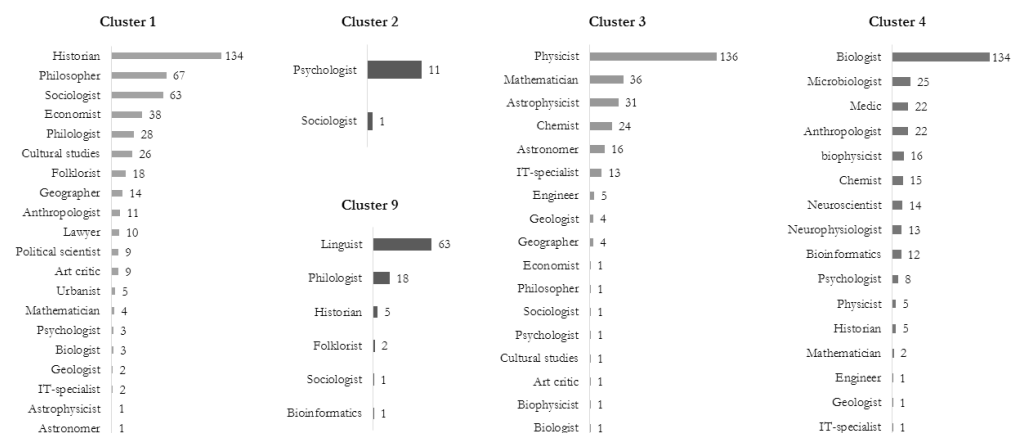 Cluster 1
Historian 134
Philosopher 67
Sociologist 63
Economist 38
Philologist 28
Cultural studies 26
Folklorist 18
Geographer 14
Anthropologist 11
Lawyer 10
Political scientist 9
Art critic 9
Urbanist 5
Mathematician 4
Psychologist 3
Biologist 3
Geologist 2
IT-specialist 2
Astrophysicist 1
Astronomer 1
Cluster 2
Psychologist 11
Sociologist 1
Cluster 9
Linguist 63
Philologist 18
Historian 5
Folklorist 2
Sociologist 1
Bioinformatics 1
Cluster 3
Physicist 136
Mathematician 36
Astrophysicist 31
Chemist 24
Astronomer 16
IT-specialist 13
Engineer 5
Geologist 4
Geographer 4
Economist 1
Philosopher 1
Sociologist 1
Psychologist 1
Cultural studies 1
Art critic 1
Biophysicist 1
Biologist 1
Cluster 4
Biologist 134
Microbiologist 25
Medic 22
Anthropologist 22
biophysicist 16
Chemist 15
Neuroscientist 14
Neurophysiologist 13
Bioinformatics 12
Psychologist 8
Physicist 5
Historian 5
Mathematician 2
Engineer 1
Geologist 1
IT-specialist 1